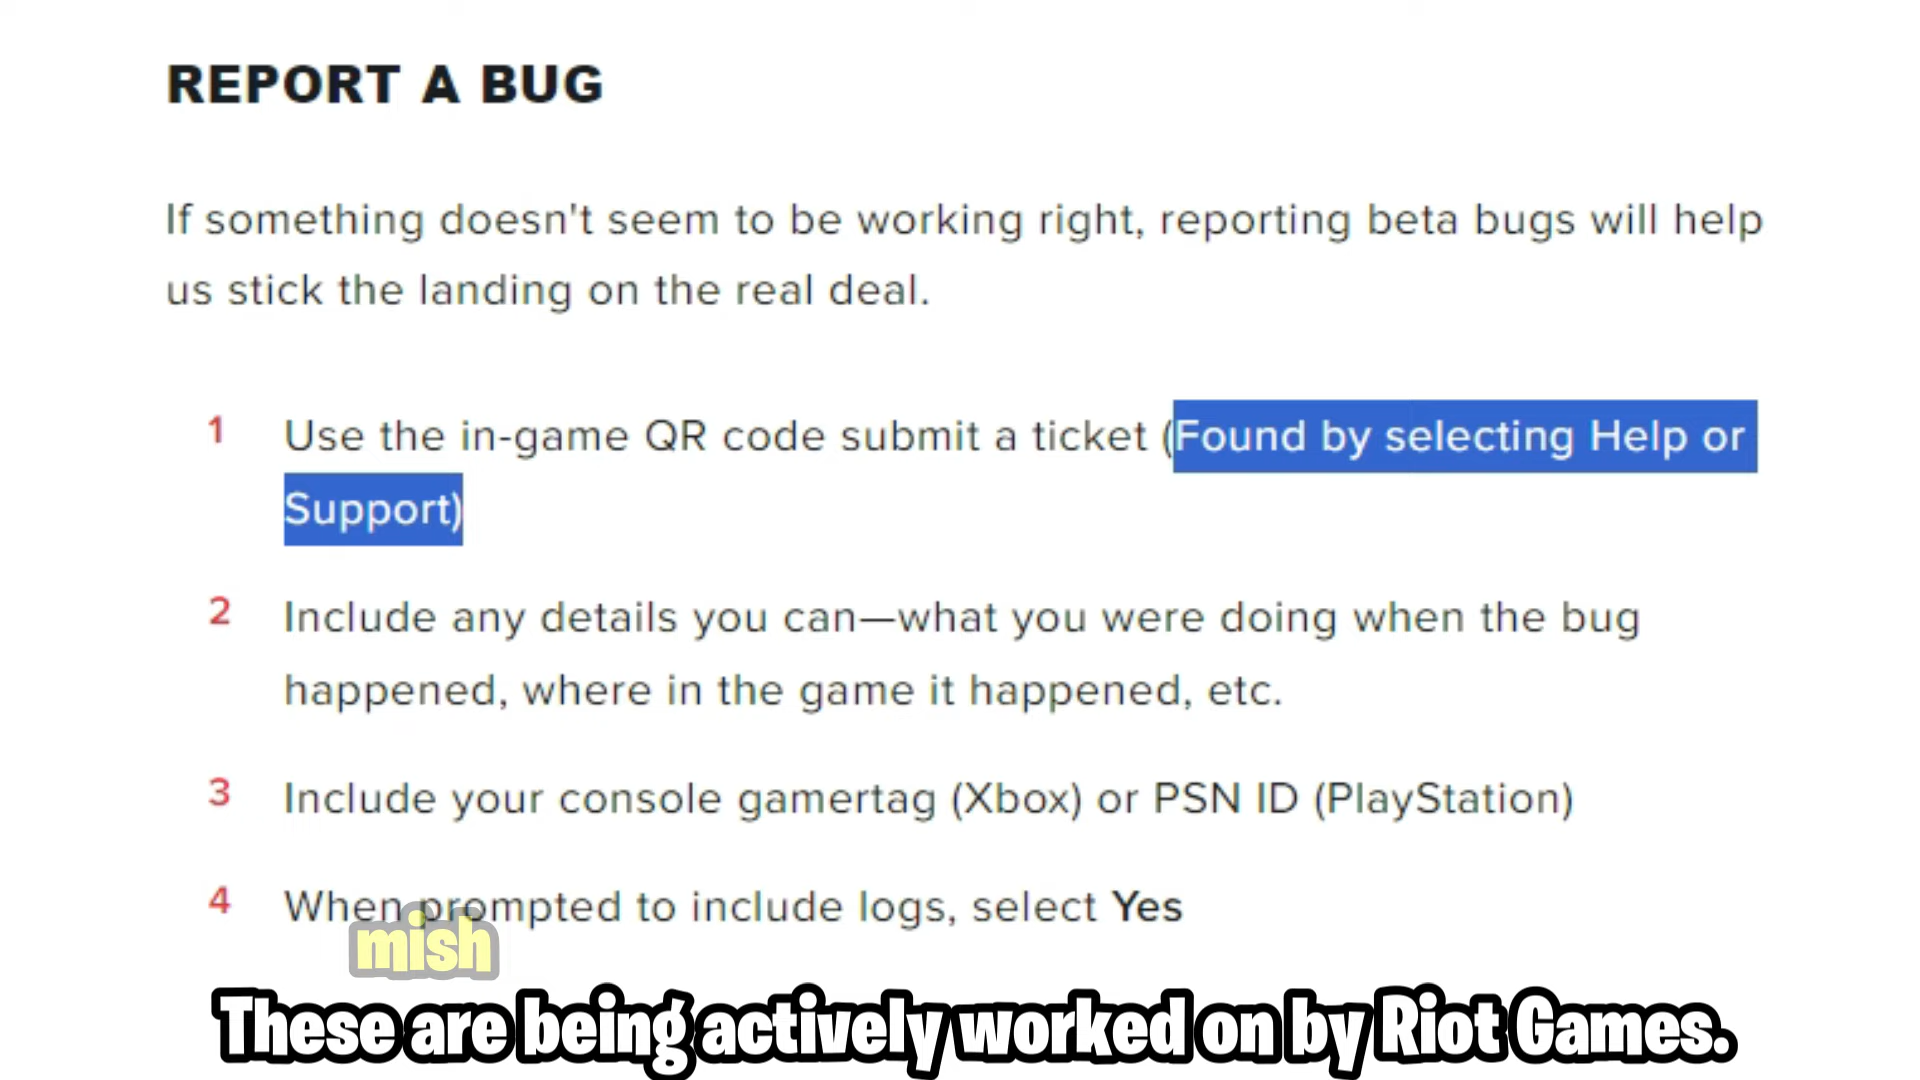 REPORT A BUG
If something doesn't seem to be working right, reporting beta bugs will help
us stick the landing on the real deal.
1 Use the in-game QR code submit a ticket (Found by selecting Help or
Support)
2 Include any details you can—what you were doing when the bug
happened, where in the game it happened, etc.
3 Include your console gamertag (Xbox) or PSN ID (PlayStation)
4 When prompted to include logs, select Yes
mish
These are being actively worked on by Riot Games.